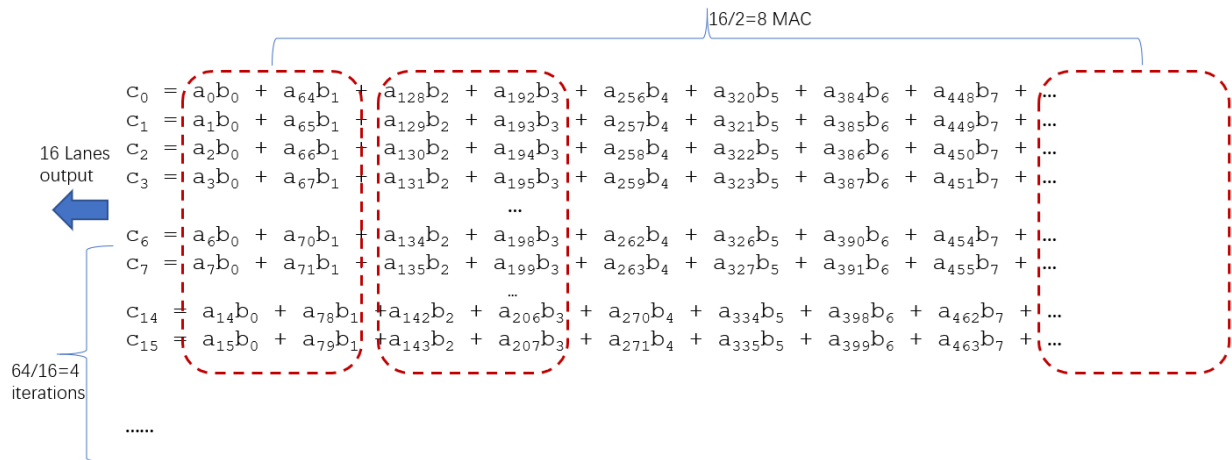 16/2=8 MAC
c₀ = a₀b₀ + a₆₄b₁ + a₁₂₈b₂ + a₁₉₂b₃ + a₂₅₆b₄ + a₃₂₀b₅ + a₃₈₄b₆ + a₄₄₈b₇ + ...
c₁ = a₁b₀ + a₆₅b₁ + a₁₂₉b₂ + a₁₉₃b₃ + a₂₅₇b₄ + a₃₂₁b₅ + a₃₈₅b₆ + a₄₄₉b₇ + ...
c₂ = a₂b₀ + a₆₆b₁ + a₁₃₀b₂ + a₁₉₄b₃ + a₂₅₈b₄ + a₃₂₂b₅ + a₃₈₆b₆ + a₄₅₀b₇ + ...
c₃ = a₃b₀ + a₆₇b₁ + a₁₃₁b₂ + a₁₉₅b₃ + a₂₅₉b₄ + a₃₂₃b₅ + a₃₈₇b₆ + a₄₅₁b₇ + ...
16 Lanes
output
...
c₆ = a₆b₀ + a₇₀b₁ + a₁₃₄b₂ + a₁₉₈b₃ + a₂₆₂b₄ + a₃₂₆b₅ + a₃₉₀b₆ + a₄₅₄b₇ + ...
c₇ = a₇b₀ + a₇₁b₁ + a₁₃₅b₂ + a₁₉₉b₃ + a₂₆₃b₄ + a₃₂₇b₅ + a₃₉₁b₆ + a₄₅₅b₇ + ...
...
c₁₄ = a₁₄b₀ + a₇₈b₁ +a₁₄₂b₂ + a₂₀₆b₃ + a₂₇₀b₄ + a₃₃₄b₅ + a₃₉₈b₆ + a₄₆₂b₇ + ...
c₁₅ = a₁₅b₀ + a₇₉b₁ +a₁₄₃b₂ + a₂₀₇b₃ + a₂₇₁b₄ + a₃₃₅b₅ + a₃₉₉b₆ + a₄₆₃b₇ + ...
64/16=4
iterations
......